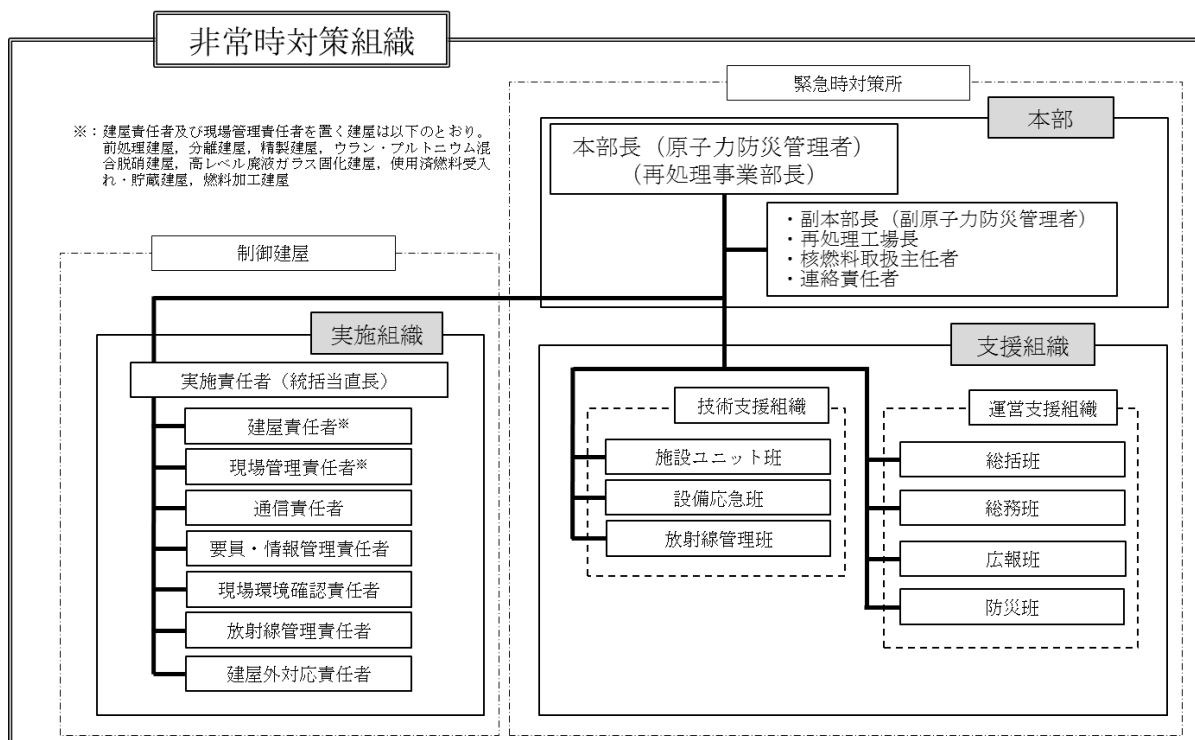 非常時対策組織
※：建屋責任者及び現場管理責任者を置く建屋は以下のとおり。
前処理建屋，分離建屋，精製建屋，ウラン・プルトニウム混
合脱硝建屋，高レベル廃液ガラス固化建屋，使用済燃料受入
れ・貯蔵建屋，燃料加工建屋
緊急時対策所
本部
本部長（原子力防災管理者）
（再処理事業部長）
・副本部長（副原子力防災管理者）
・再処理工場長
・核燃料取扱主任者
・連絡責任者
制御建屋
実施組織
実施責任者（統括当直長）
建屋責任者※
現場管理責任者※
通信責任者
要員・情報管理責任者
現場環境確認責任者
放射線管理責任者
建屋外対応責任者
支援組織
技術支援組織
施設ユニット班
設備応急班
放射線管理班
運営支援組織
総括班
総務班
広報班
防災班